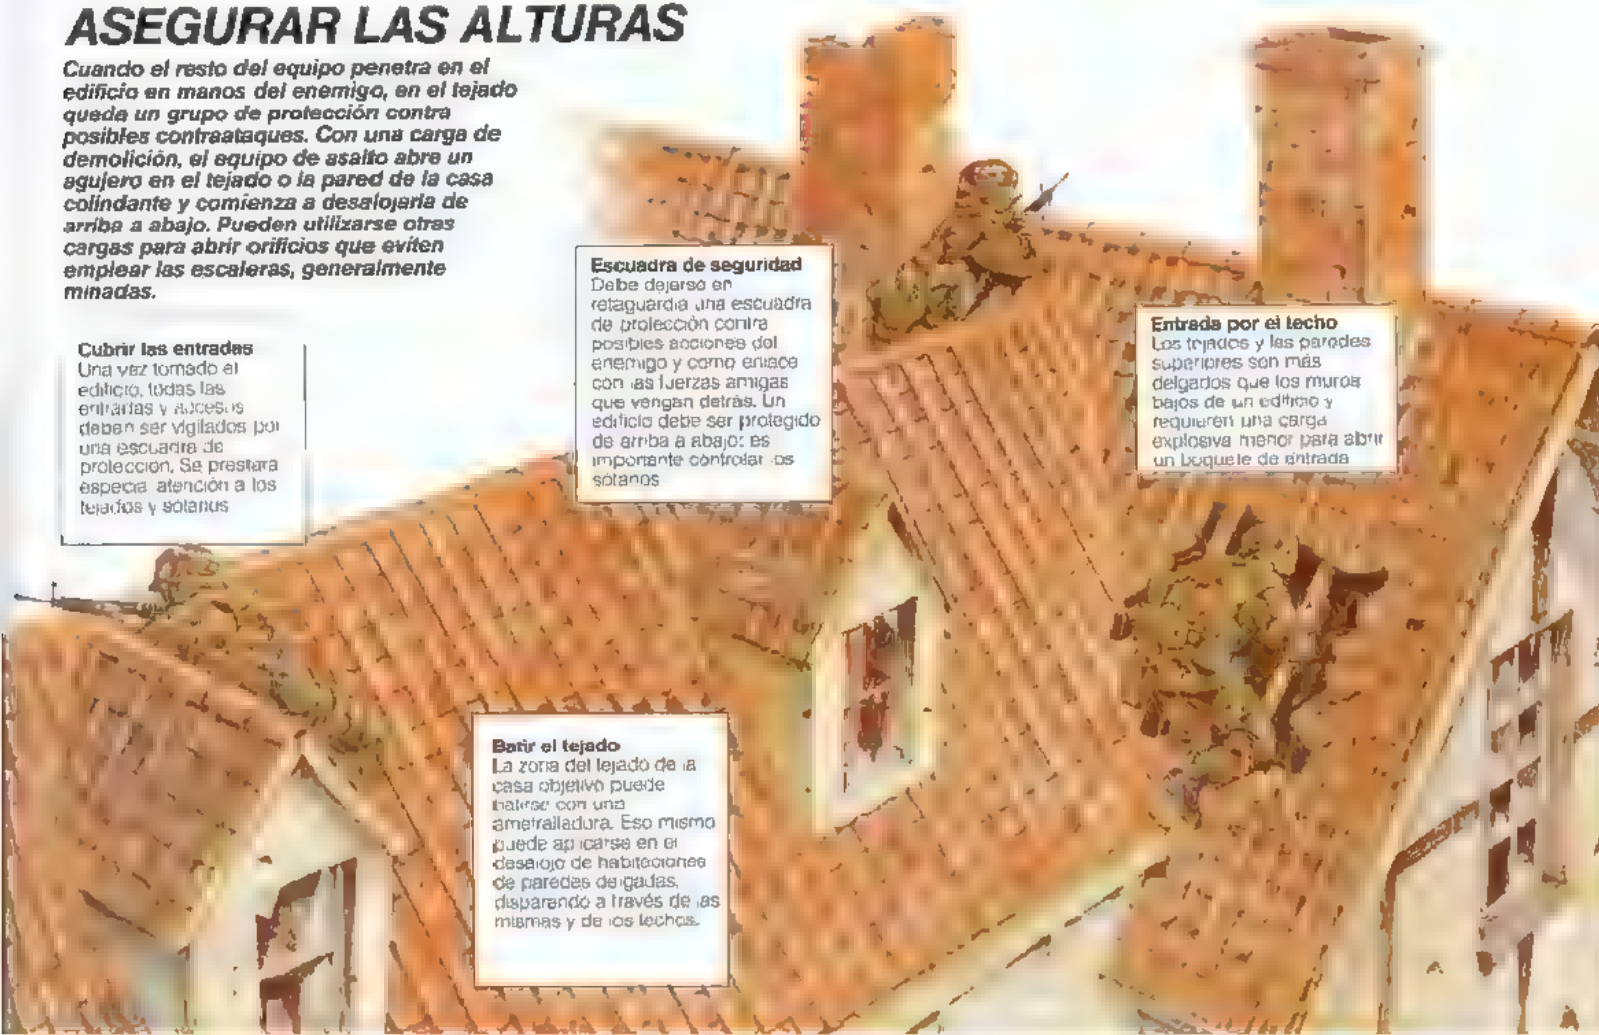 ASEGURAR LAS ALTURAS
Cuando el resto del equipo penetra en el
edificio en manos del enemigo, en el tejado
queda un grupo de protección contra
posibles contraataques. Con una carga de
demolición, el equipo de asalto abre un
agujero en el tejado o la pared de la casa
colindante y comienza a desalojarla de
arriba a abajo. Pueden utilizarse otras
cargas para abrir orificios que eviten
emplear las escaleras, generalmente
minadas.
Cubrir las entradas
Una vez tomado el
edificio, todas las
entradas y accesos
deben ser vigilados por
una escuadra de
protección. Se prestará
especial atención a los
tejados y sótanos
Escuadra de seguridad
Debe dejarse en
retaguardia una escuadra
de protección contra
posibles acciones del
enemigo y como enlace
con las fuerzas amigas
que vengan detrás. Un
edificio debe ser protegido
de arriba a abajo: es
importante controlar los
sótanos
Entrada por el techo
Los tejados y las paredes
superiores son más
delgados que los muros
bajos de un edificio y
requieren una carga
explosiva menor para abrir
un boquete de entrada
Batir el tejado
La zona del tejado de la
casa objetivo puede
batirse con una
ametralladora. Eso mismo
puede aplicarse en el
desalojo de habitaciones
de paredes delgadas,
disparando a través de las
mismas y de los techos.